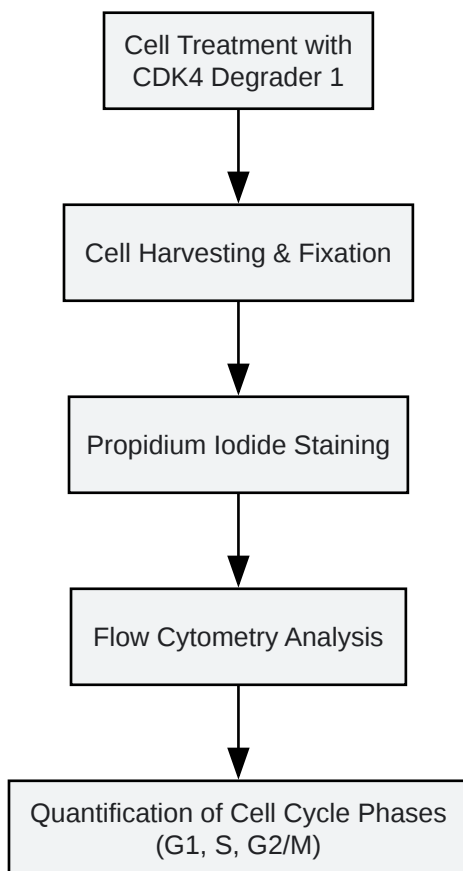 Cell Treatment with
CDK4 Degrader 1
Cell Harvesting & Fixation
Propidium Iodide Staining
Flow Cytometry Analysis
Quantification of Cell Cycle Phases
(G1, S, G2/M)